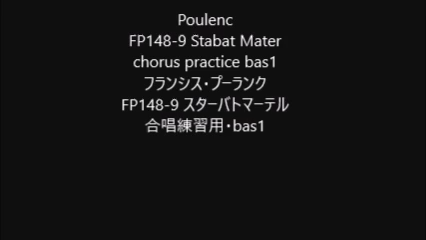 Poulenc
FP148-9 Stabat Mater
chorus practice bas1
フランシス・プーランク
FP148-9 スターバトマーテル
合唱練習用・bas1